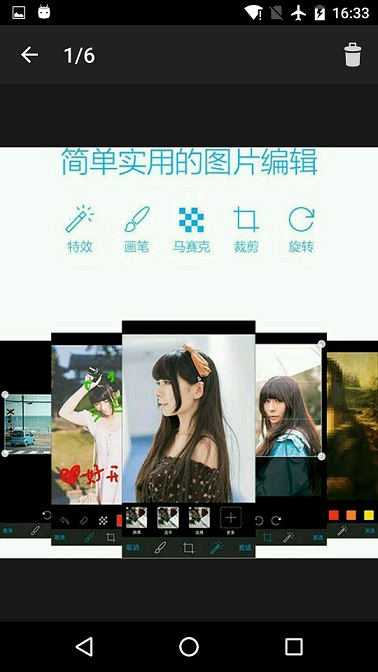 16:33
1/6
简单实用的图片编辑
特效 画笔 马赛克 裁剪 旋转
好开
取消 取消 发送 发送
更多
取消 发送